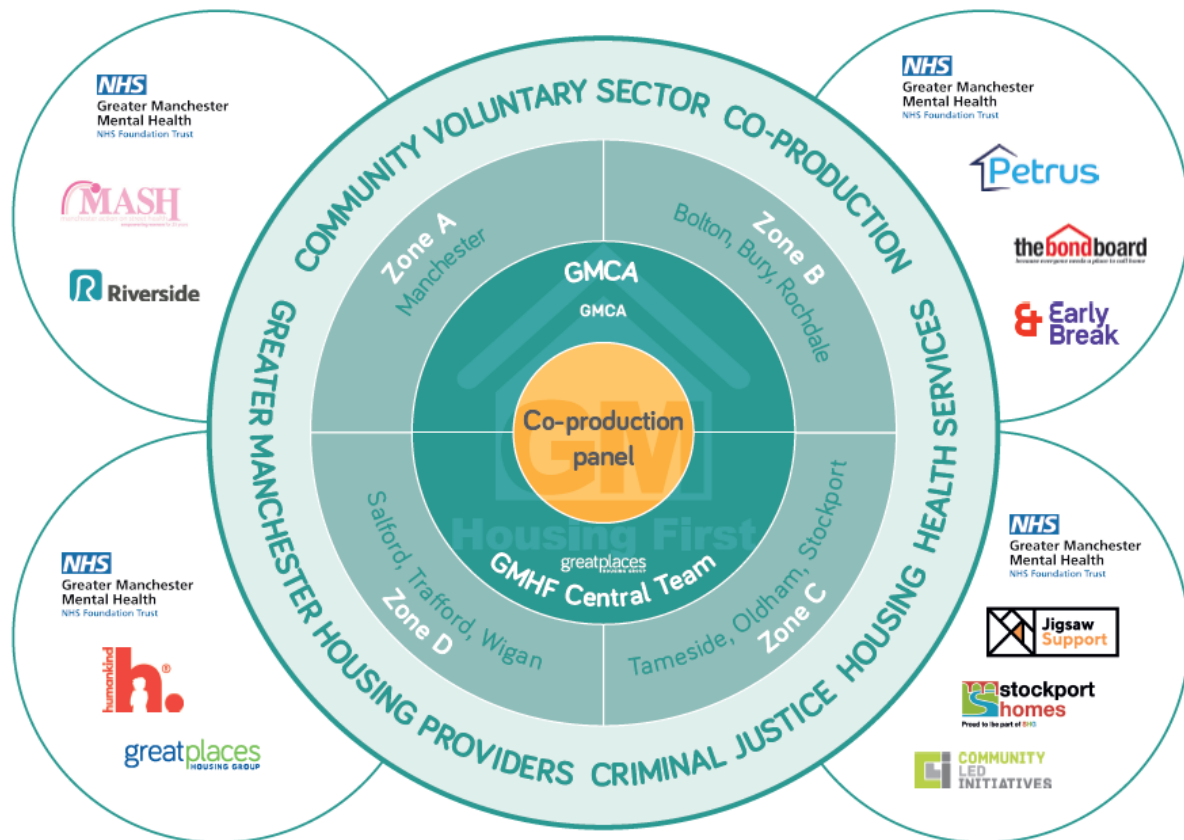 NHS
Greater Manchester
Mental Health
NHS Foundation Trust
MASH
Riverside
NHS
Greater Manchester
Mental Health
NHS Foundation Trust
Petrus
the bond board
because everyone needs a place to call home
& Early
Break
COMMUNITY VOLUNTARY SECTOR
CO-PRODUCTION
HEALTH SERVICES
HOUSING
CRIMINAL JUSTICE
GREATER MANCHESTER HOUSING PROVIDERS
Zone A
Manchester
Zone B
Bolton, Bury, Rochdale
GMCA
GMCA
Co-production
panel
GM
Housing First
greatplaces
HOUSING GROUP
GMHF Central Team
Salford, Trafford, Wigan
Zone D
Tameside, Oldham, Stockport
Zone C
NHS
Greater Manchester
Mental Health
NHS Foundation Trust
humankind
h.®
greatplaces
HOUSING GROUP
NHS
Greater Manchester
Mental Health
NHS Foundation Trust
Jigsaw
Support
stockport
homes
Proud to be part of SHG
COMMUNITY
LED
INITIATIVES